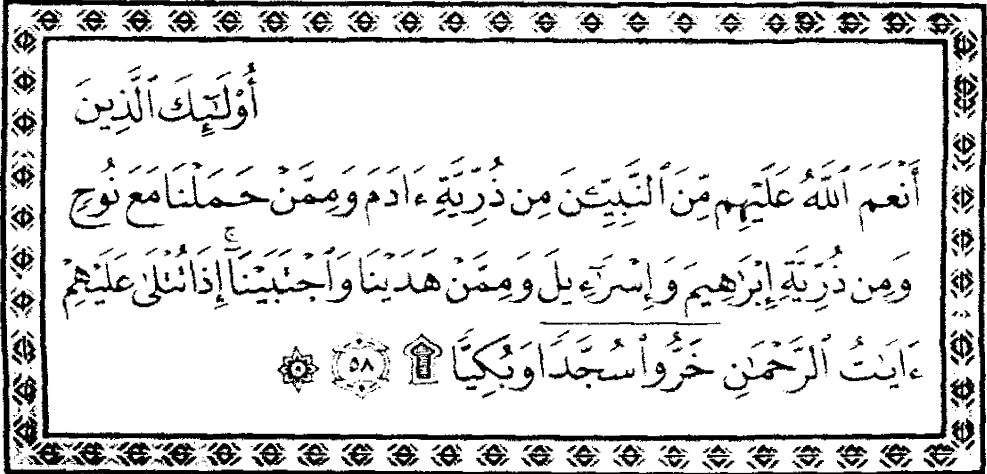 أُوْلَٰٓئِكَ ٱلَّذِينَ
أَنْعَمَ ٱللَّهُ عَلَيْهِم مِّنَ ٱلنَّبِيِّـۧنَ مِن ذُرِّيَّةِ ءَادَمَ وَمِمَّنْ حَمَلْنَا مَعَ نُوحٍ
وَمِن ذُرِّيَّةِ إِبْرَٰهِيمَ وَإِسْرَٰٓءِيلَ وَمِمَّنْ هَدَيْنَا وَٱجْتَبَيْنَآ ۚ إِذَا تُتْلَىٰ عَلَيْهِمْ
ءَايَٰتُ ٱلرَّحْمَٰنِ خَرُّوا۟ سُجَّدًا وَبُكِيًّا ۩ ٥٨